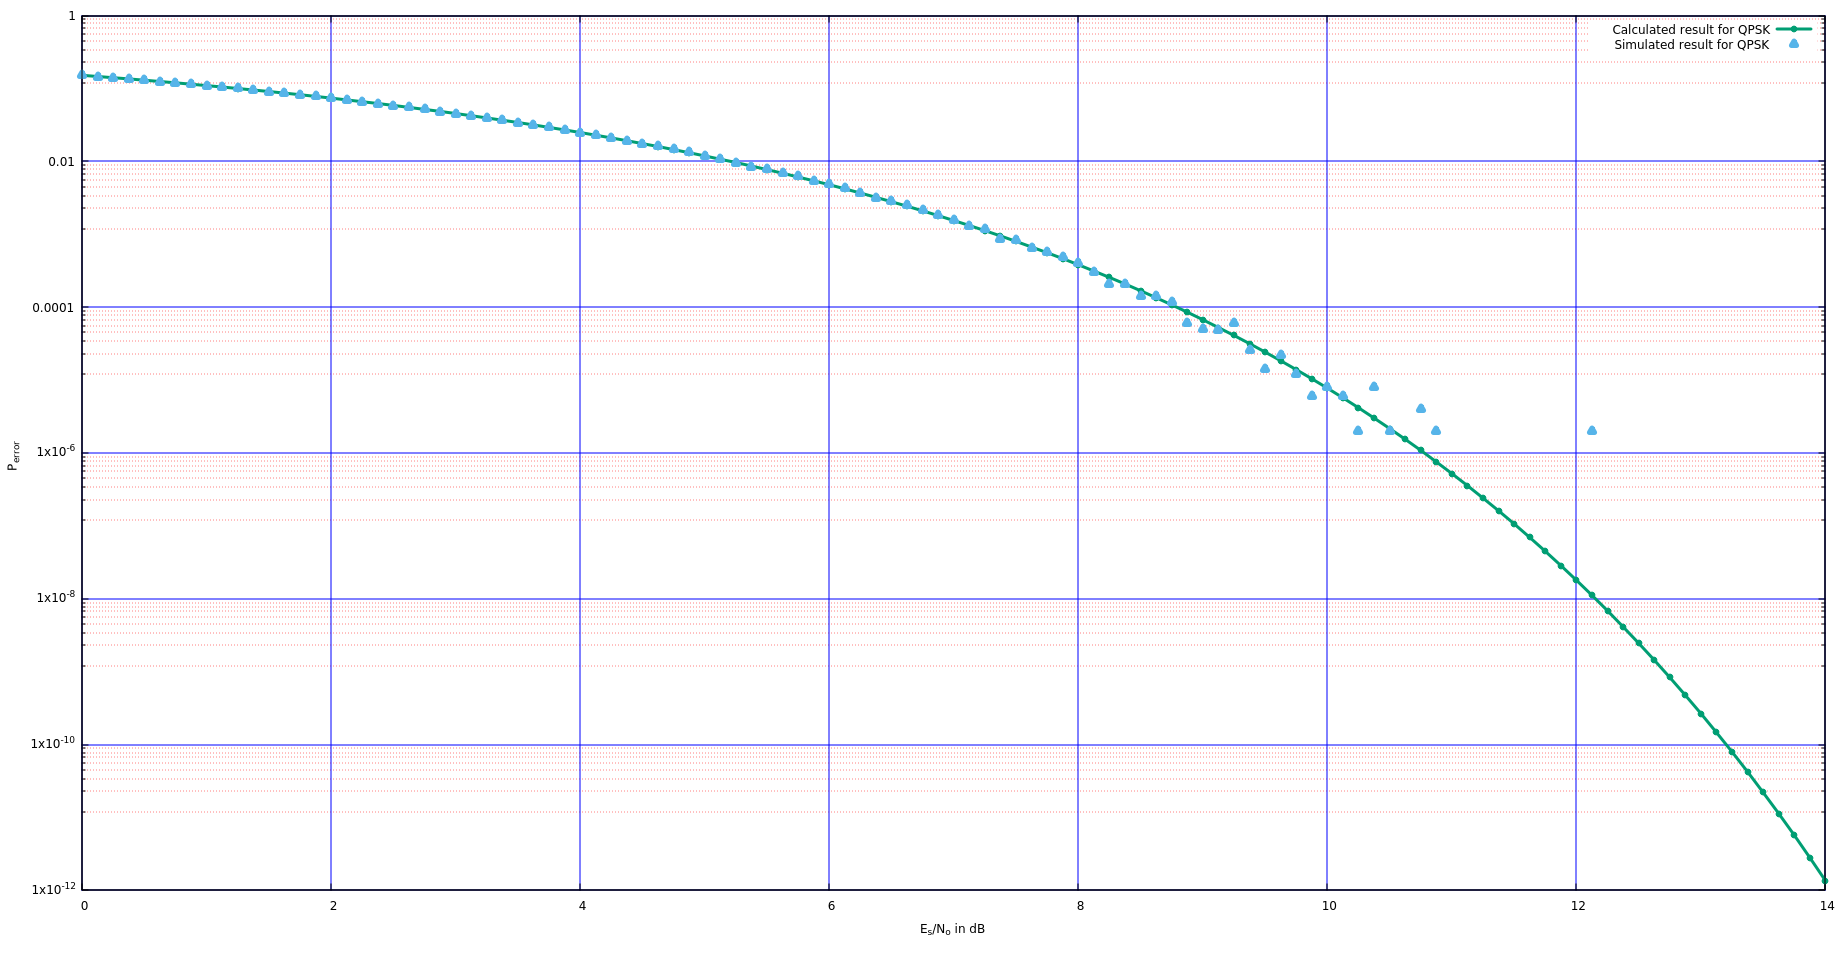 Calculated result for QPSK
Simulated result for QPSK
1
0.01
0.0001
1x10-6
1x10-8
1x10-10
1x10-12
Perror
0 2 4 6 8 10 12 14
Es/No in dB